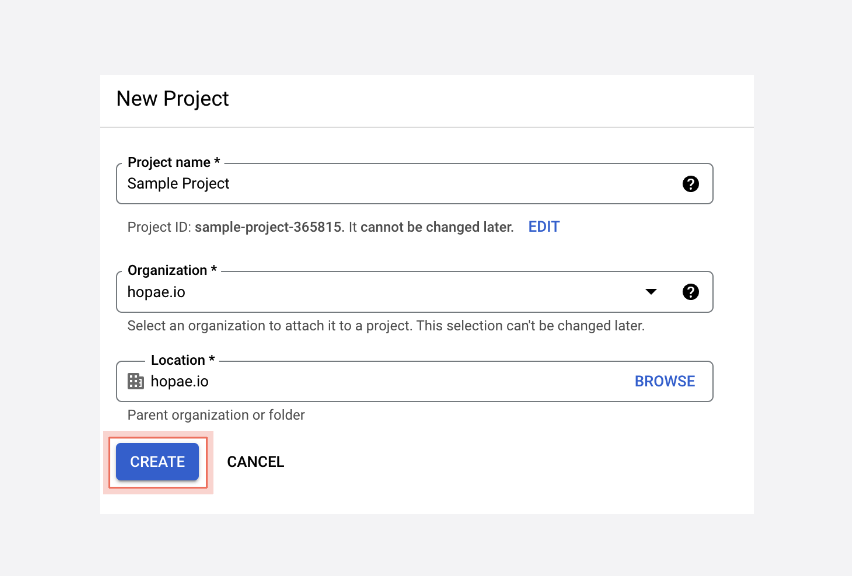 New Project
Project name *
Sample Project
Project ID: sample-project-365815. It cannot be changed later. EDIT
Organization *
hopae.io
Select an organization to attach it to a project. This selection can't be changed later.
Location *
hopae.io BROWSE
Parent organization or folder
CREATE CANCEL